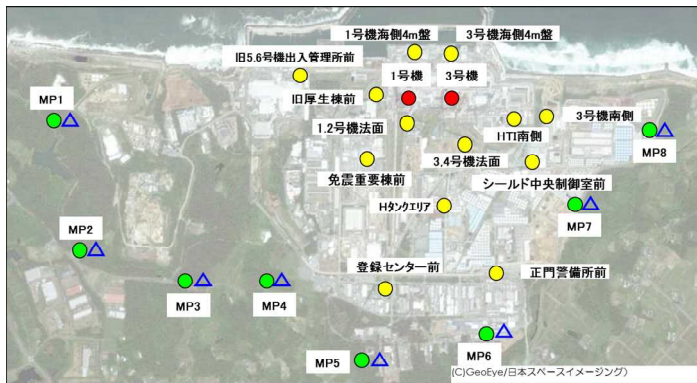 1号機海側4m盤
3号機海側4m盤
旧5.6号機出入管理所前
1号機
3号機
MP1
旧厚生棟前
3号機南側
1.2号機法面
HTI南側
MP8
3.4号機法面
免震重要棟前
シールド中央制御室前
Hタンクエリア
MP7
MP2
登録センター前
正門警備所前
MP3
MP4
MP5
MP6
(C)GeoEye/日本スペースイメージング)